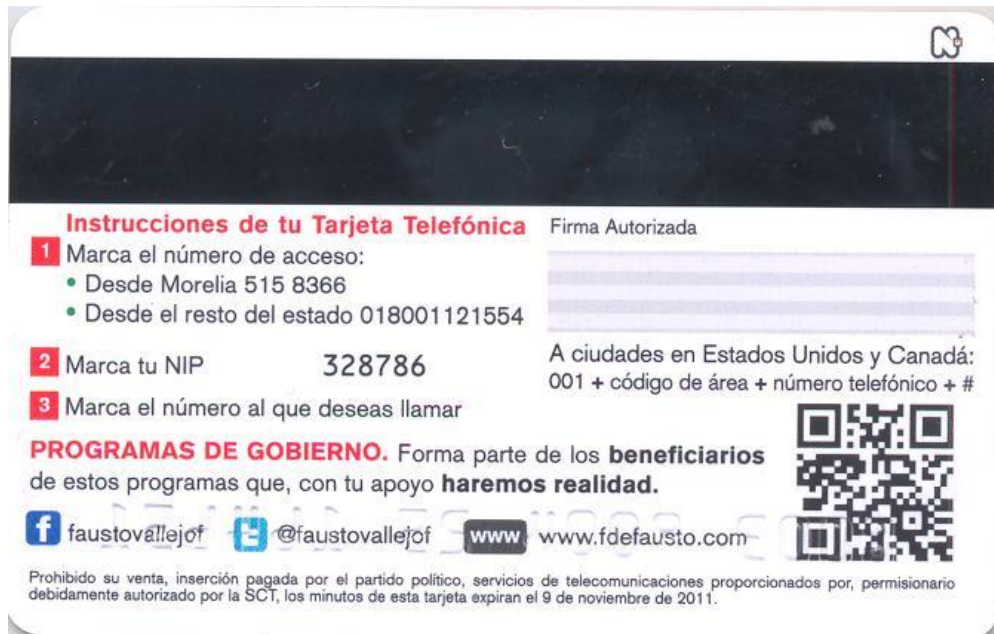 Instrucciones de tu Tarjeta Telefónica
1 Marca el número de acceso:
• Desde Morelia 515 8366
• Desde el resto del estado 018001121554
2 Marca tu NIP 328786
3 Marca el número al que deseas llamar
Firma Autorizada
A ciudades en Estados Unidos y Canadá:
001 + código de área + número telefónico + #
PROGRAMAS DE GOBIERNO. Forma parte de los beneficiarios
de estos programas que, con tu apoyo haremos realidad.
f faustovallejof t @faustovallejof www www.fdefausto.com
Prohibido su venta, inserción pagada por el partido político, servicios de telecomunicaciones proporcionados por, permisionario
debidamente autorizado por la SCT, los minutos de esta tarjeta expiran el 9 de noviembre de 2011.